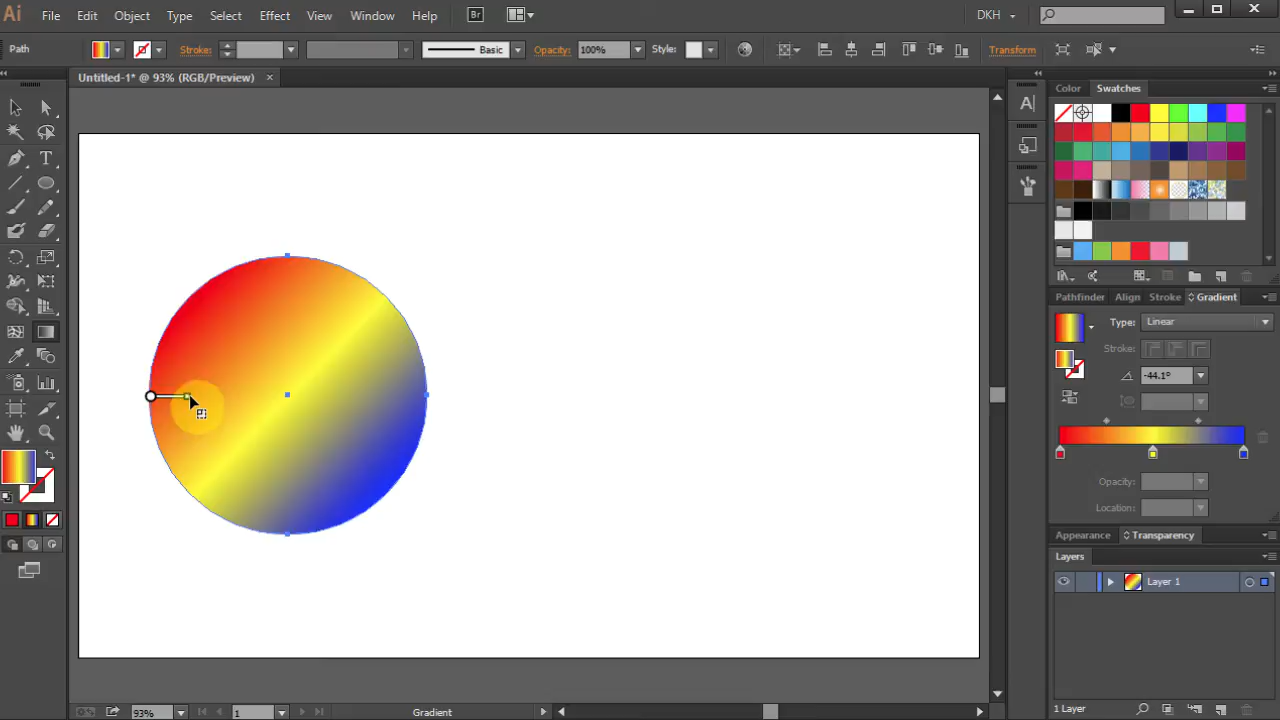 Ai File Edit Object Type Select Effect View Window Help Br DKH
Path Stroke: Basic Opacity: 100% Style: Transform
Untitled-1* @ 93% (RGB/Preview) ×
Color Swatches
Pathfinder Align Stroke Gradient
Type: Linear
Stroke:
-44.1°
Opacity:
Location:
Appearance Transparency
Layers
Layer 1
1 Layer
93% 1 Gradient